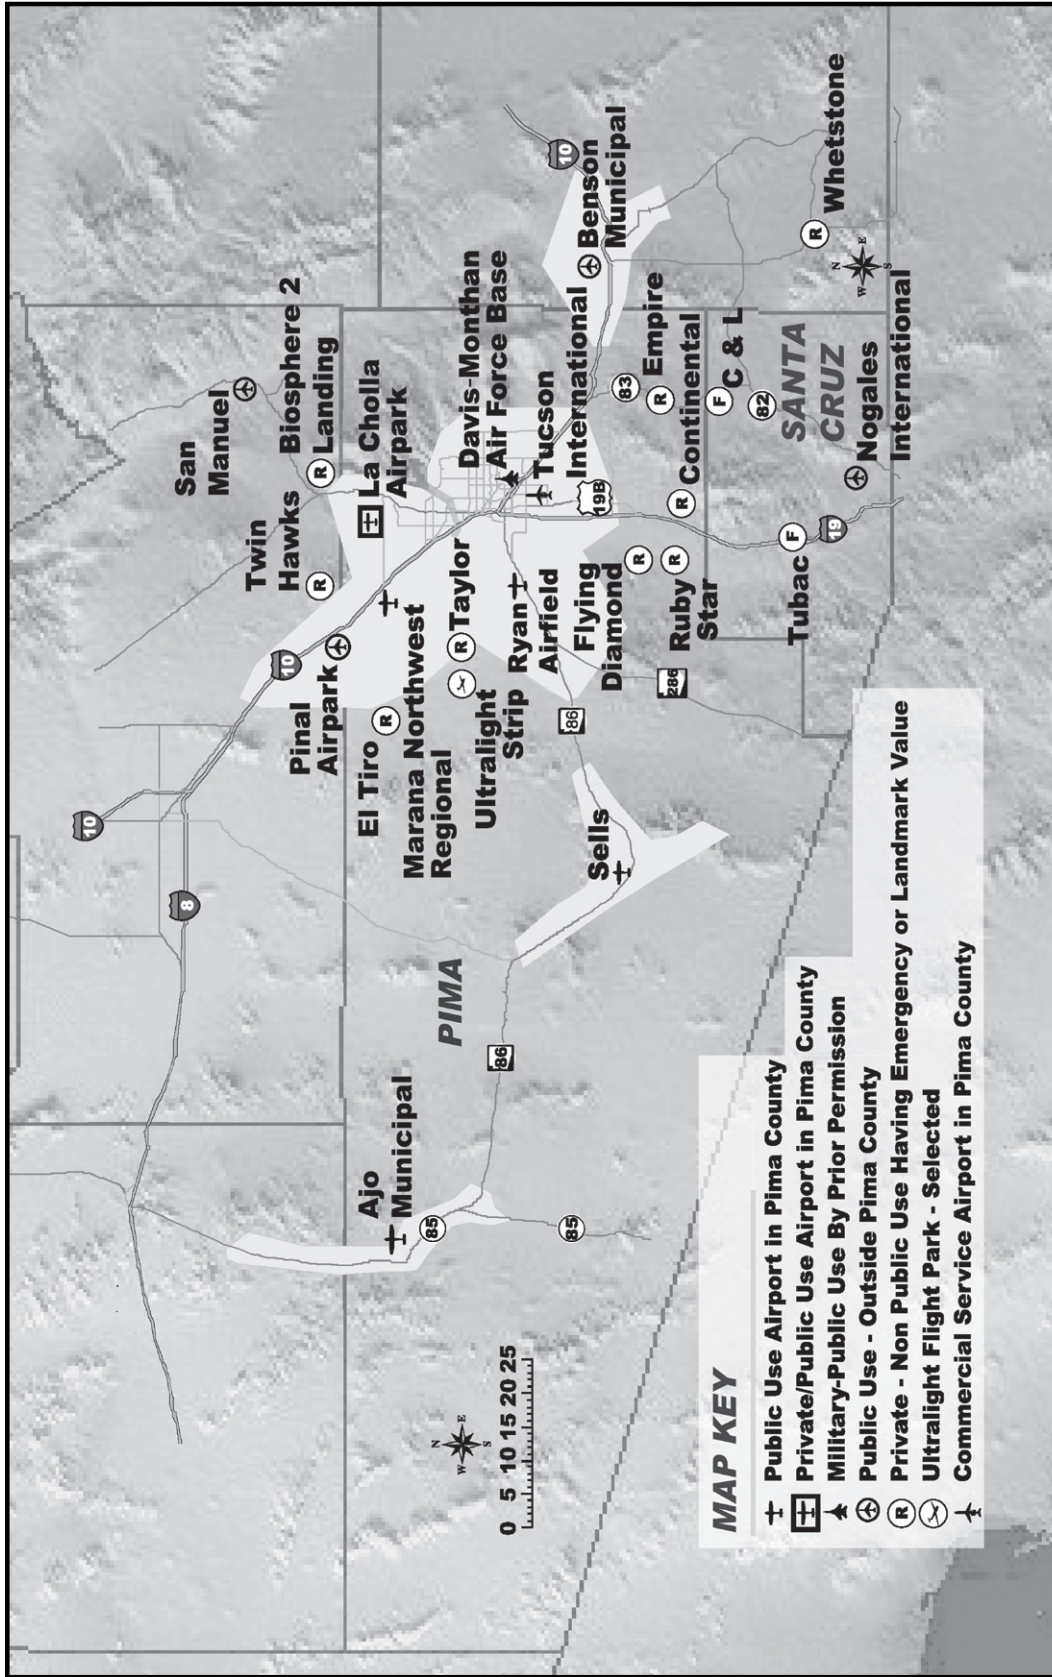 San
Manuel
Twin
Hawks
Biosphere 2
Landing
R
R
La Cholla
Airpark
10
Pinal
Airpark
El Tiro
R
Marana Northwest
Regional
Ultralight
Strip
R
Taylor
Davis-Monthan
Air Force Base
Tucson
International
10
Benson
Municipal
Ryan
Airfield
Flying
Diamond
R
19B
83
Empire
R
Continental
R
Ruby
Star
R
286
86
Sells
C & L
F
82
SANTA
CRUZ
Tubac
F
19
Nogales
International
Whetstone
R
N
W
E
S
10
8
PIMA
86
Ajo
Municipal
85
85
N
W
E
S
0 5 10 15 20 25
MAP KEY
Public Use Airport in Pima County
Private/Public Use Airport in Pima County
Military-Public Use By Prior Permission
Public Use - Outside Pima County
R Private - Non Public Use Having Emergency or Landmark Value
Ultralight Flight Park - Selected
Commercial Service Airport in Pima County